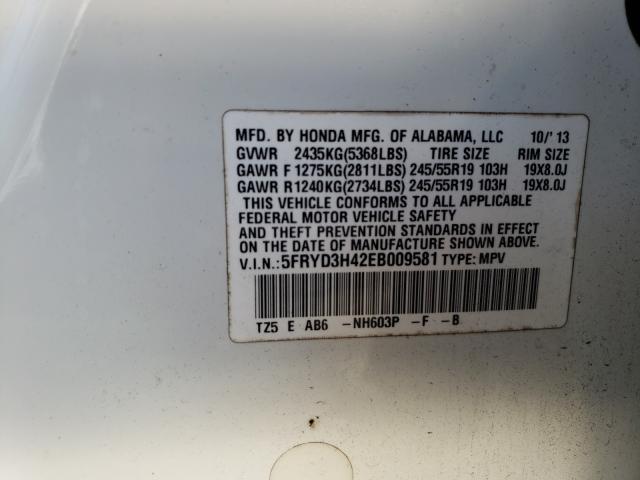 MFD. BY HONDA MFG. OF ALABAMA, LLC 10/'13
GVWR 2435KG(5368LBS) TIRE SIZE RIM SIZE
GAWR F 1275KG(2811LBS) 245/55R19 103H 19X8.0J
GAWR R1240KG(2734LBS) 245/55R19 103H 19X8.0J
THIS VEHICLE CONFORMS TO ALL APPLICABLE
FEDERAL MOTOR VEHICLE SAFETY
AND THEFT PREVENTION STANDARDS IN EFFECT
ON THE DATE OF MANUFACTURE SHOWN ABOVE.
V.I.N.:5FRYD3H42EB009581 TYPE: MPV
TZ5 E AB6 -NH603P -F -B